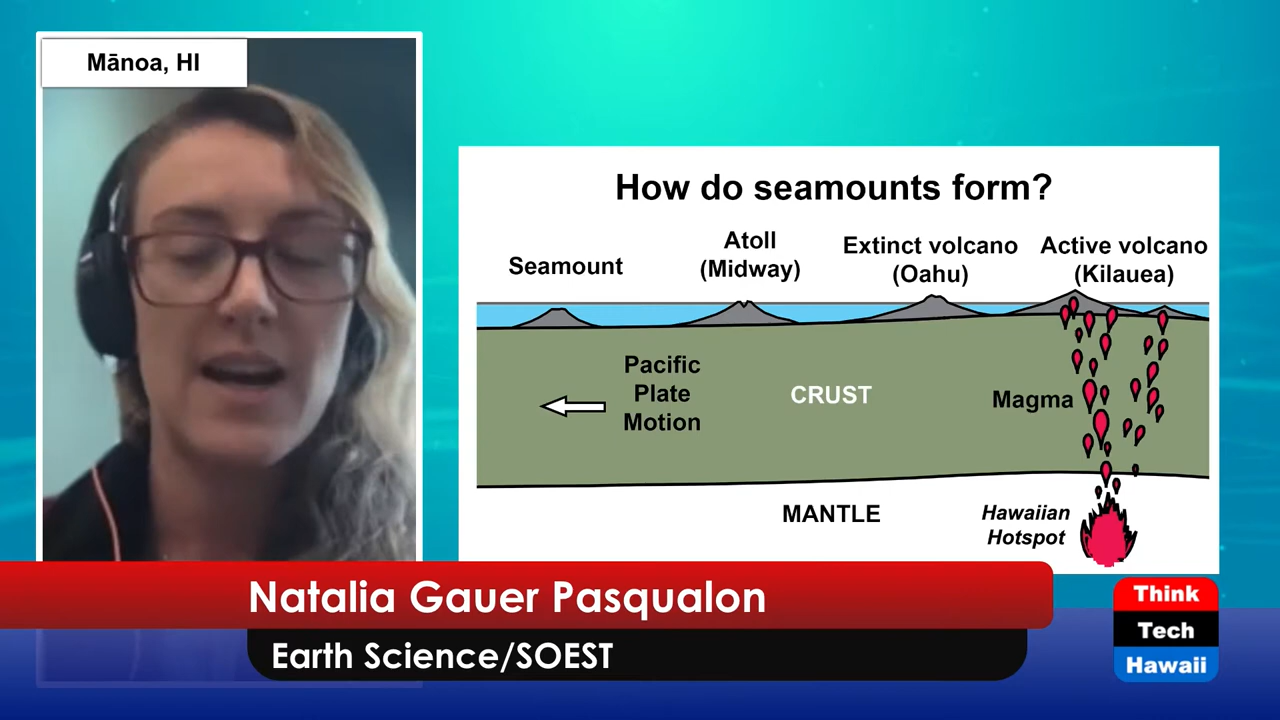 Mānoa, HI
How do seamounts form?
Seamount
Atoll
(Midway)
Extinct volcano
(Oahu)
Active volcano
(Kilauea)
Pacific
Plate
Motion
CRUST
Magma
MANTLE
Hawaiian
Hotspot
Natalia Gauer Pasqualon
Earth Science/SOEST
Think
Tech
Hawaii